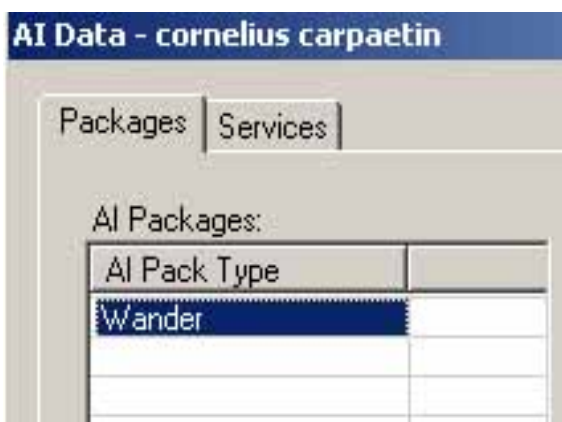 AI Data - cornelius carpaetin
Packages Services
AI Packages:
AI Pack Type
Wander